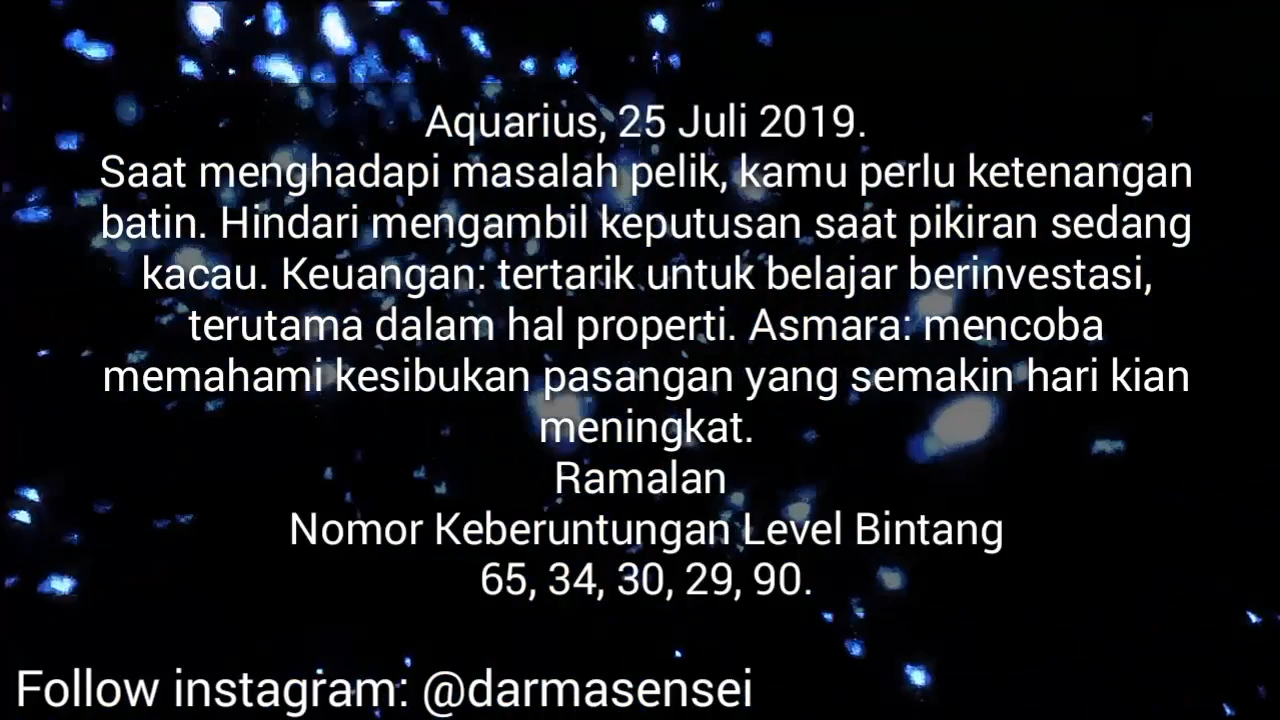 Aquarius, 25 Juli 2019.
Saat menghadapi masalah pelik, kamu perlu ketenangan
batin. Hindari mengambil keputusan saat pikiran sedang
kacau. Keuangan: tertarik untuk belajar berinvestasi,
terutama dalam hal properti. Asmara: mencoba
memahami kesibukan pasangan yang semakin hari kian
meningkat.
Ramalan
Nomor Keberuntungan Level Bintang
65, 34, 30, 29, 90.
Follow instagram: @darmasensei